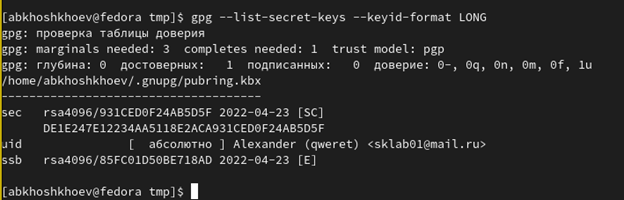 [abkhoshkhoev@fedora tmp]$ gpg --list-secret-keys --keyid-format LONG
gpg: проверка таблицы доверия
gpg: marginals needed: 3  completes needed: 1  trust model: pgp
gpg: глубина: 0  достоверных:   1  подписанных:   0  доверие: 0-, 0q, 0n, 0m, 0f, 1u
/home/abkhoshkhoev/.gnupg/pubring.kbx
-------------------------------------
sec   rsa4096/931CED0F24AB5D5F 2022-04-23 [SC]
      DE1E247E12234AA5118E2ACA931CED0F24AB5D5F
uid              [  абсолютно ] Alexander (qweret) <sklab01@mail.ru>
ssb   rsa4096/85FC01D50BE718AD 2022-04-23 [E]
[abkhoshkhoev@fedora tmp]$